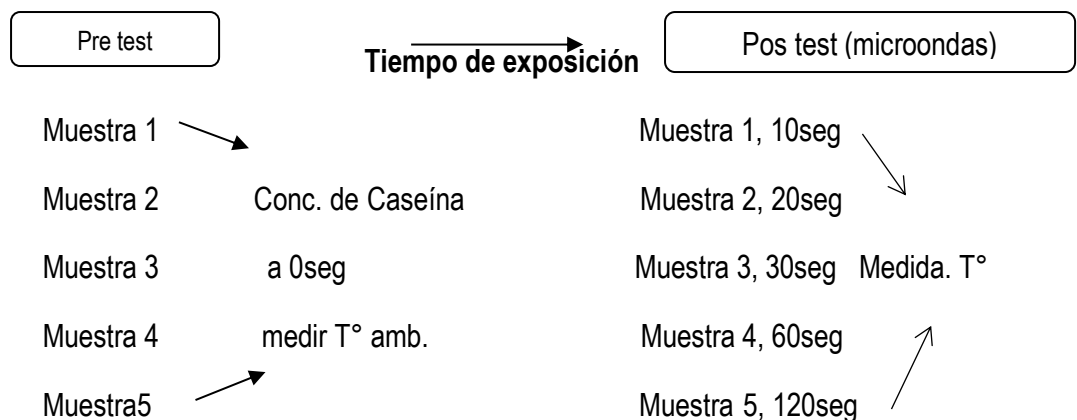 Pre test
Pos test (microondas)
Tiempo de exposición
Muestra 1
Muestra 1, 10seg
Muestra 2 Conc. de Caseína
Muestra 2, 20seg
Muestra 3 a 0seg
Muestra 3, 30seg Medida. T°
Muestra 4 medir T° amb.
Muestra 4, 60seg
Muestra5
Muestra 5, 120seg